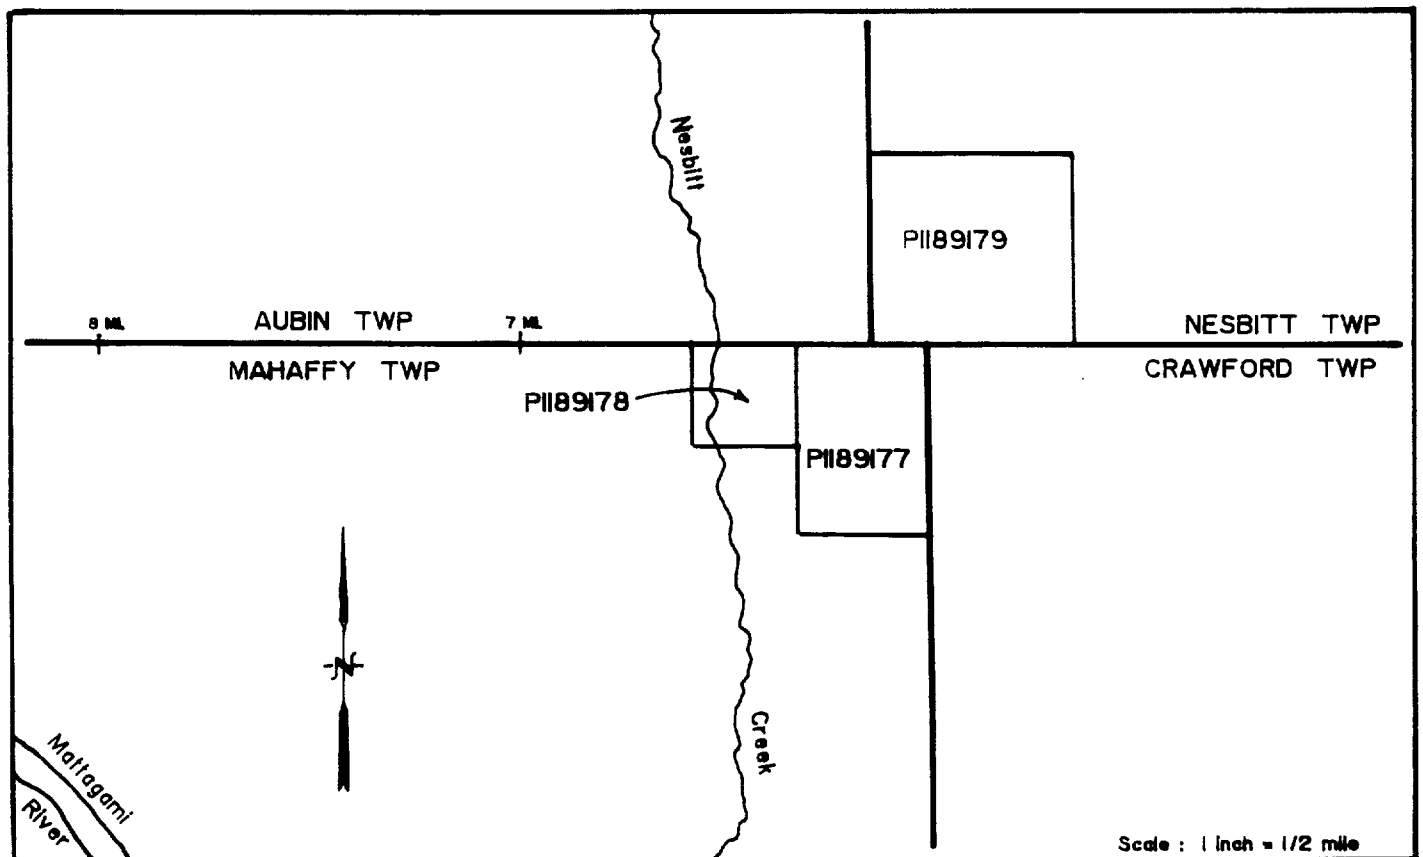 Nesbitt
P1189179
8 MI.
AUBIN TWP
7 MI.
NESBITT TWP
MAHAFFY TWP
CRAWFORD TWP
P1189178
P1189177
N
Creek
Mattagami
River
Scale : 1 inch = 1/2 mile